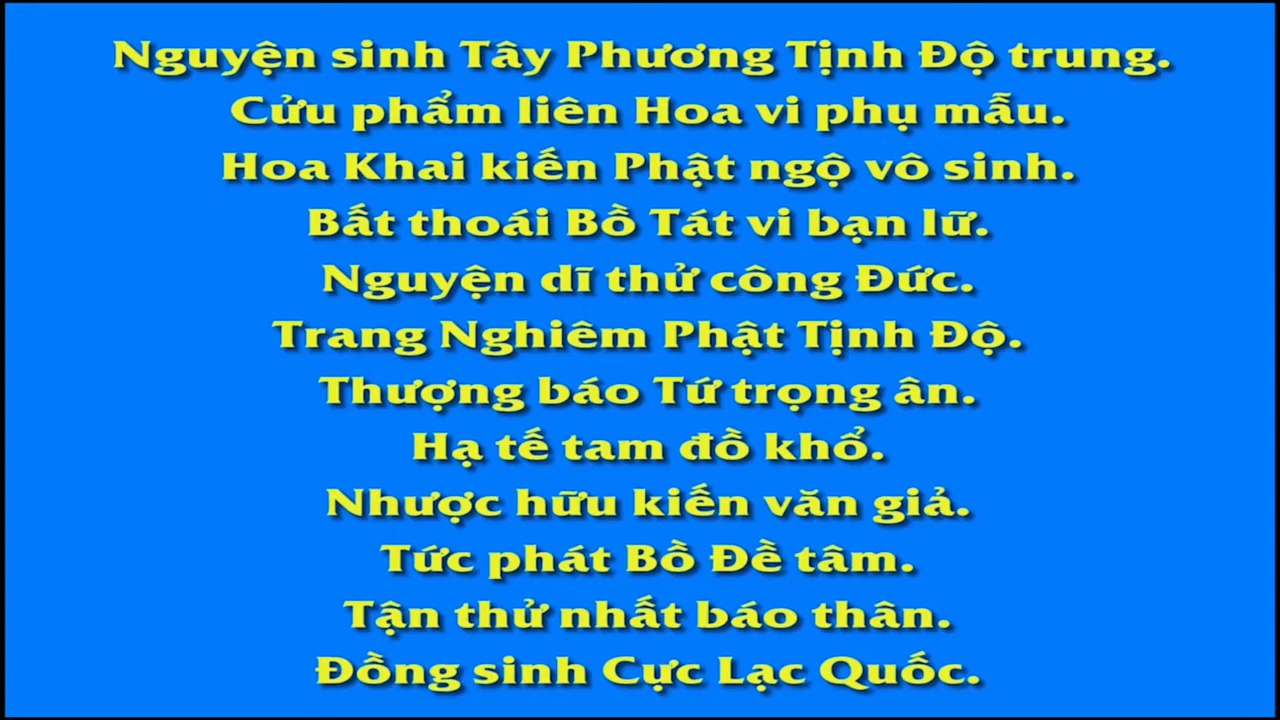 Nguyện sinh Tây Phương Tịnh Độ trung.
Cửu phẩm liên Hoa vi phụ mẫu.
Hoa Khai kiến Phật ngộ vô sinh.
Bất thoái Bồ Tát vi bạn lữ.
Nguyện dĩ thử công Đức.
Trang Nghiêm Phật Tịnh Độ.
Thượng báo Tứ trọng ân.
Hạ tế tam đồ khổ.
Nhược hữu kiến văn giả.
Tức phát Bồ Đề tâm.
Tận thử nhất báo thân.
Đồng sinh Cực Lạc Quốc.